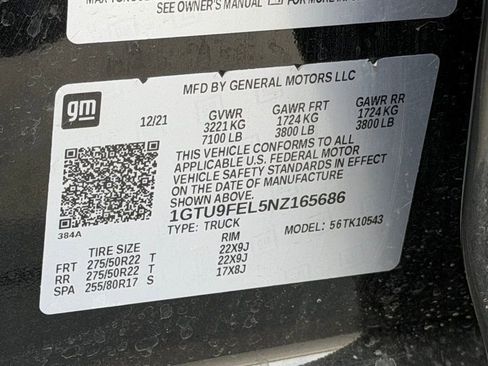 SEE OWNER'S MANUAL
MFD BY GENERAL MOTORS LLC
gm
12/21 GVWR GAWR FRT GAWR RR
3221 KG 1724 KG 1724 KG
7100 LB 3800 LB 3800 LB
THIS VEHICLE CONFORMS TO ALL
APPLICABLE U.S. FEDERAL MOTOR
VEHICLE SAFETY STANDARDS IN EFFECT
ON THE DATE OF MANUFACTURE
SHOWN ABOVE.
1GTU9FEL5NZ165686
384A
TYPE: TRUCK MODEL: 56TK10543
TIRE SIZE RIM
FRT 275/50R22 T 22X9J
RR 275/50R22 T 22X9J
SPA 255/80R17 S 17X8J